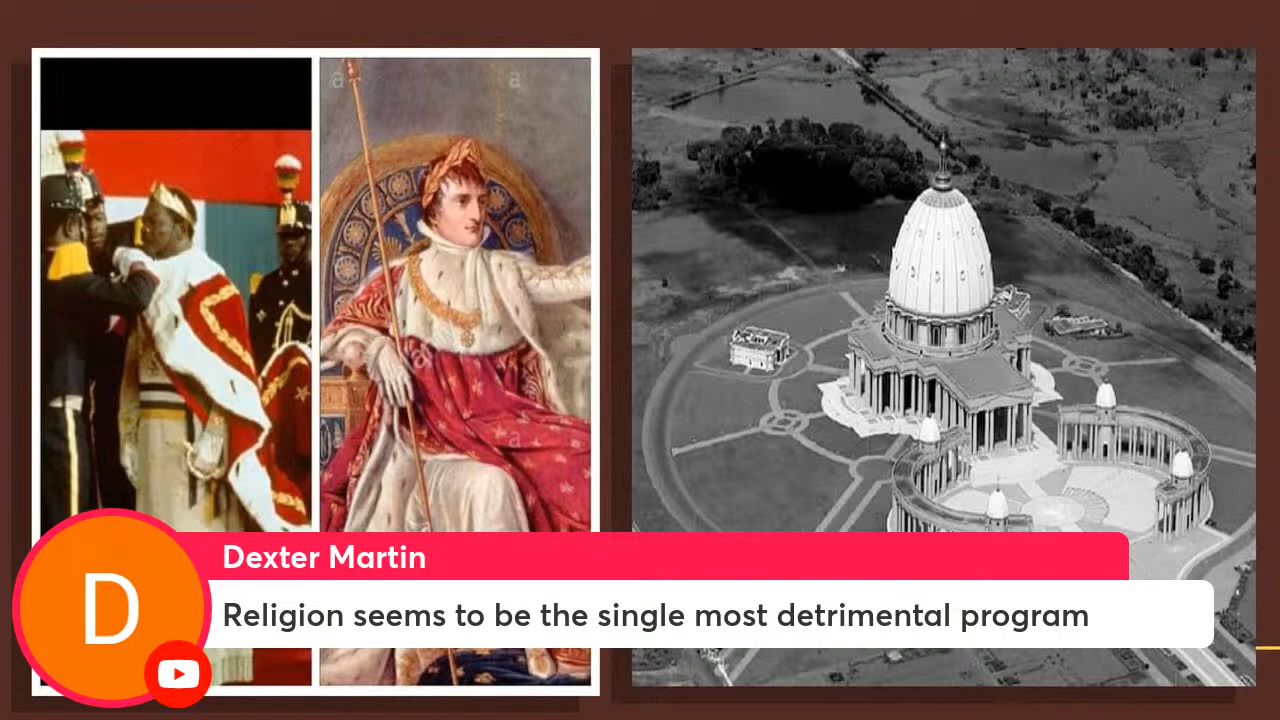 a
a
a
a
Dexter Martin
D
Religion seems to be the single most detrimental program